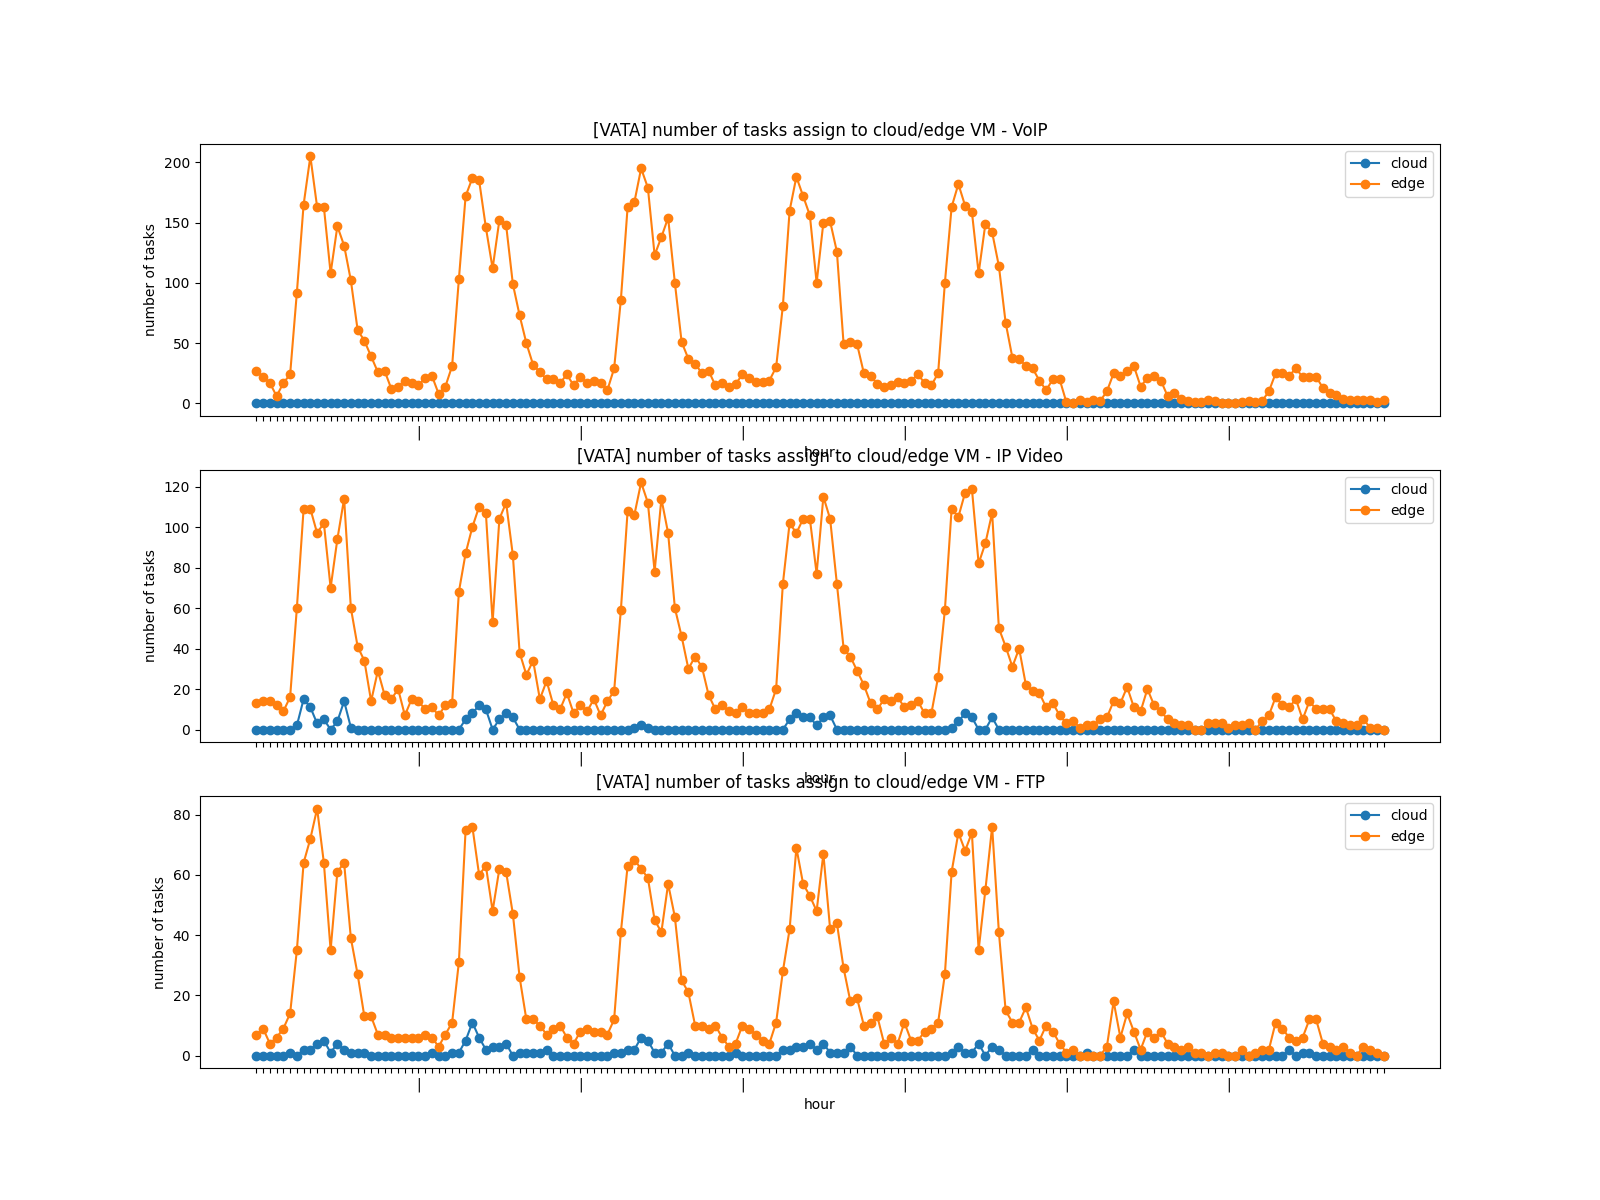 [VATA] number of tasks assign to cloud/edge VM - VoIP
cloud
edge
number of tasks
200
150
100
50
0
hour
[VATA] number of tasks assign to cloud/edge VM - IP Video
cloud
edge
number of tasks
120
100
80
60
40
20
0
hour
[VATA] number of tasks assign to cloud/edge VM - FTP
cloud
edge
number of tasks
80
60
40
20
0
hour